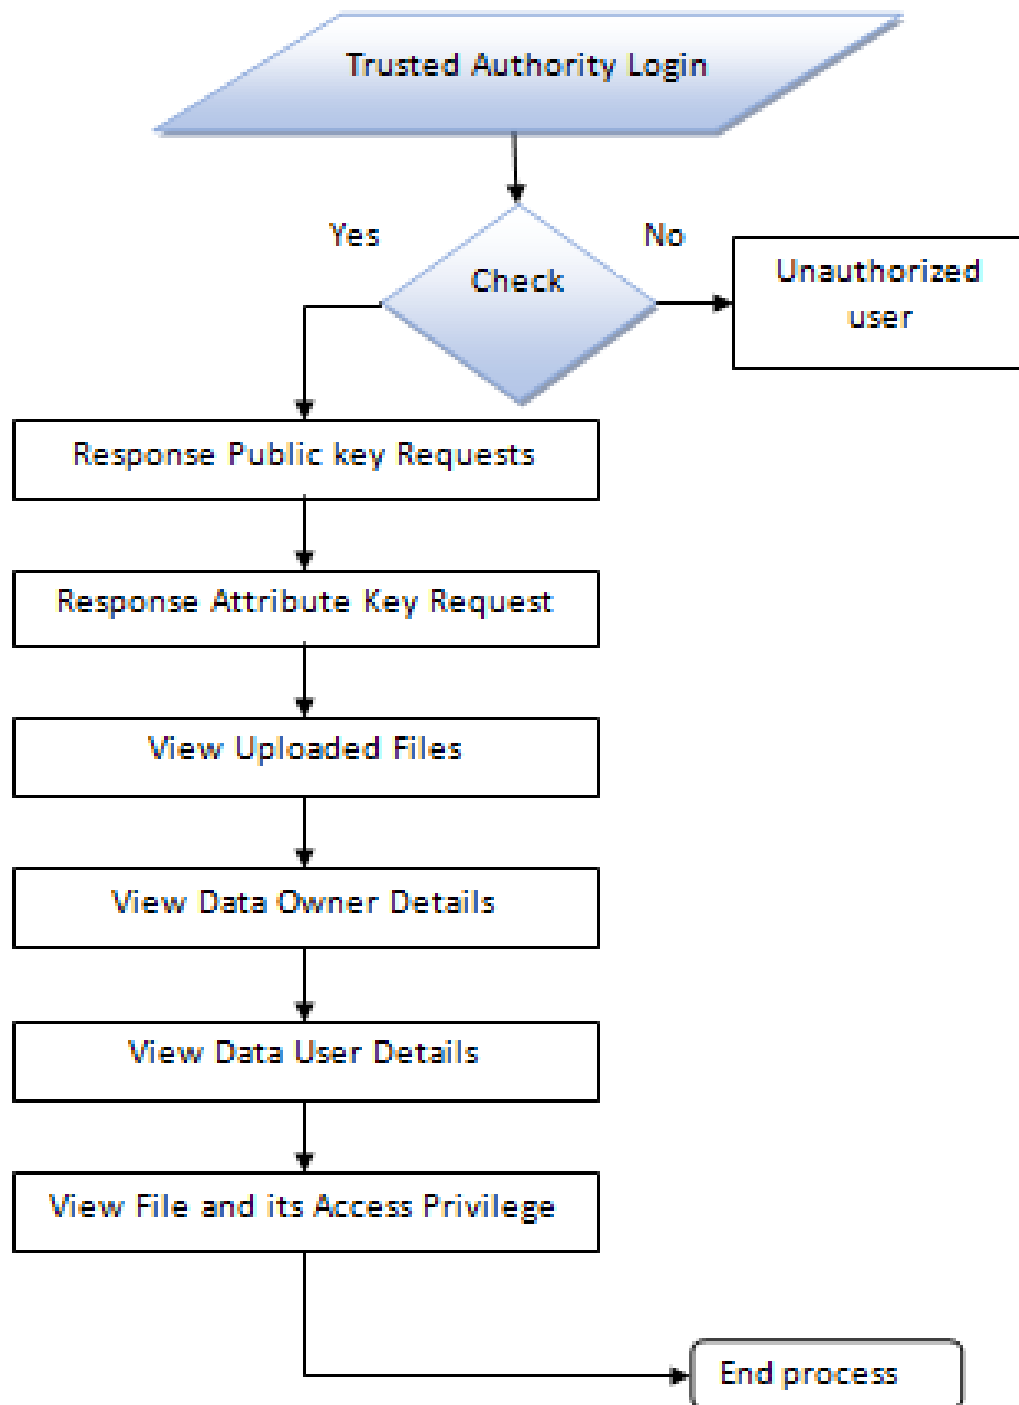 Trusted Authority Login
Yes
No
Check
Unauthorized
user
Response Public key Requests
Response Attribute Key Request
View Uploaded Files
View Data Owner Details
View Data User Details
View File and its Access Privilege
End process